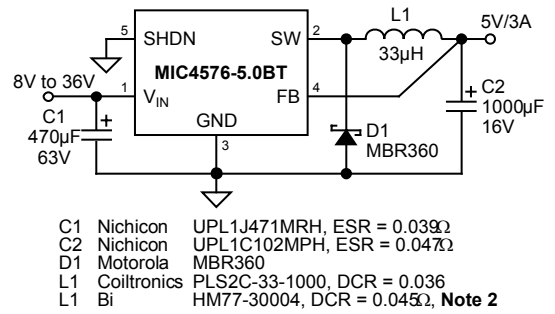 L1
5V/3A
33µH
5
SHDN
SW
2
MIC4576-5.0BT
8V to 36V
1
VIN
FB
4
GND
3
C1
470µF
63V
+
D1
MBR360
+
C2
1000µF
16V
C1 Nichicon UPL1J471MRH, ESR = 0.039Ω
C2 Nichicon UPL1C102MPH, ESR = 0.047Ω
D1 Motorola MBR360
L1 Coiltronics PLS2C-33-1000, DCR = 0.036
L1 Bi HM77-30004, DCR = 0.045Ω, Note 2